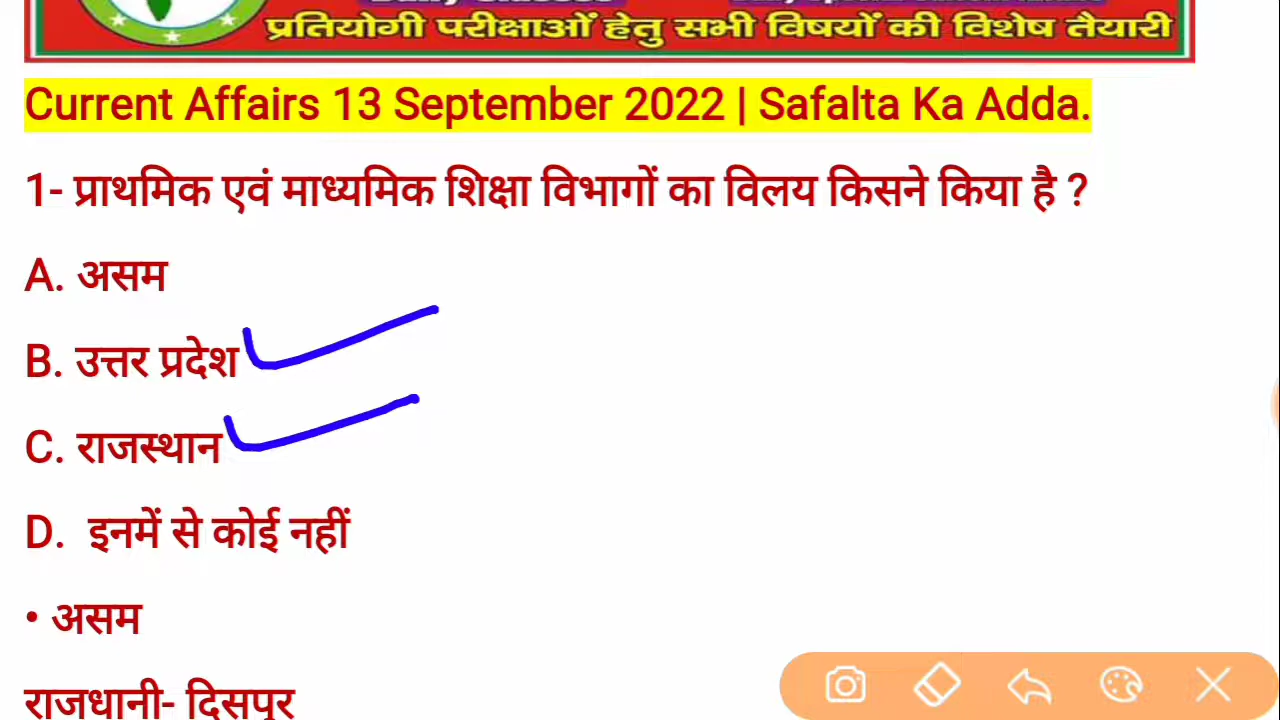 प्रतियोगी परीक्षाओं हेतु सभी विषयों की विशेष तैयारी
Current Affairs 13 September 2022 | Safalta Ka Adda.
1- प्राथमिक एवं माध्यमिक शिक्षा विभागों का विलय किसने किया है ?
A. असम
B. उत्तर प्रदेश
C. राजस्थान
D. इनमें से कोई नहीं
• असम
राजधानी- दिसपुर